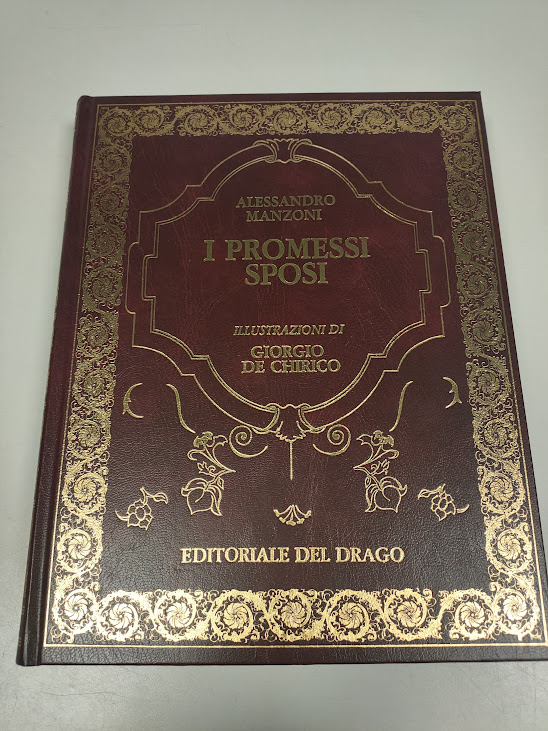 ALESSANDRO
MANZONI
I PROMESSI
SPOSI
ILLUSTRAZIONI DI
GIORGIO
DE CHIRICO
EDITORIALE DEL DRAGO